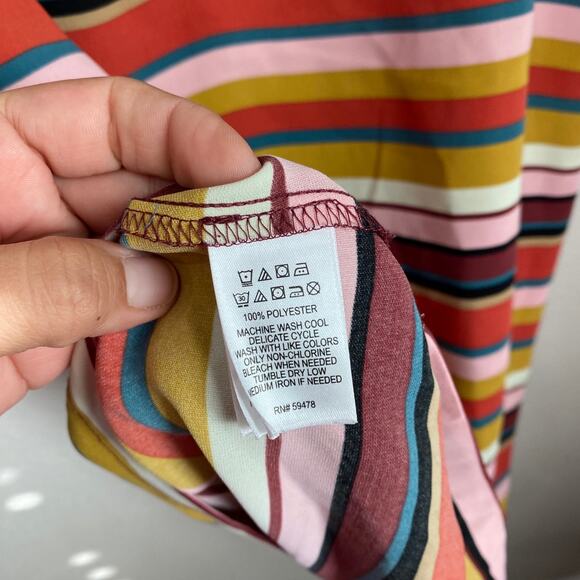 30
100% POLYESTER
MACHINE WASH COOL
DELICATE CYCLE
WASH WITH LIKE COLORS
ONLY NON-CHLORINE
BLEACH WHEN NEEDED
TUMBLE DRY LOW
MEDIUM IRON IF NEEDED
RN# 59478